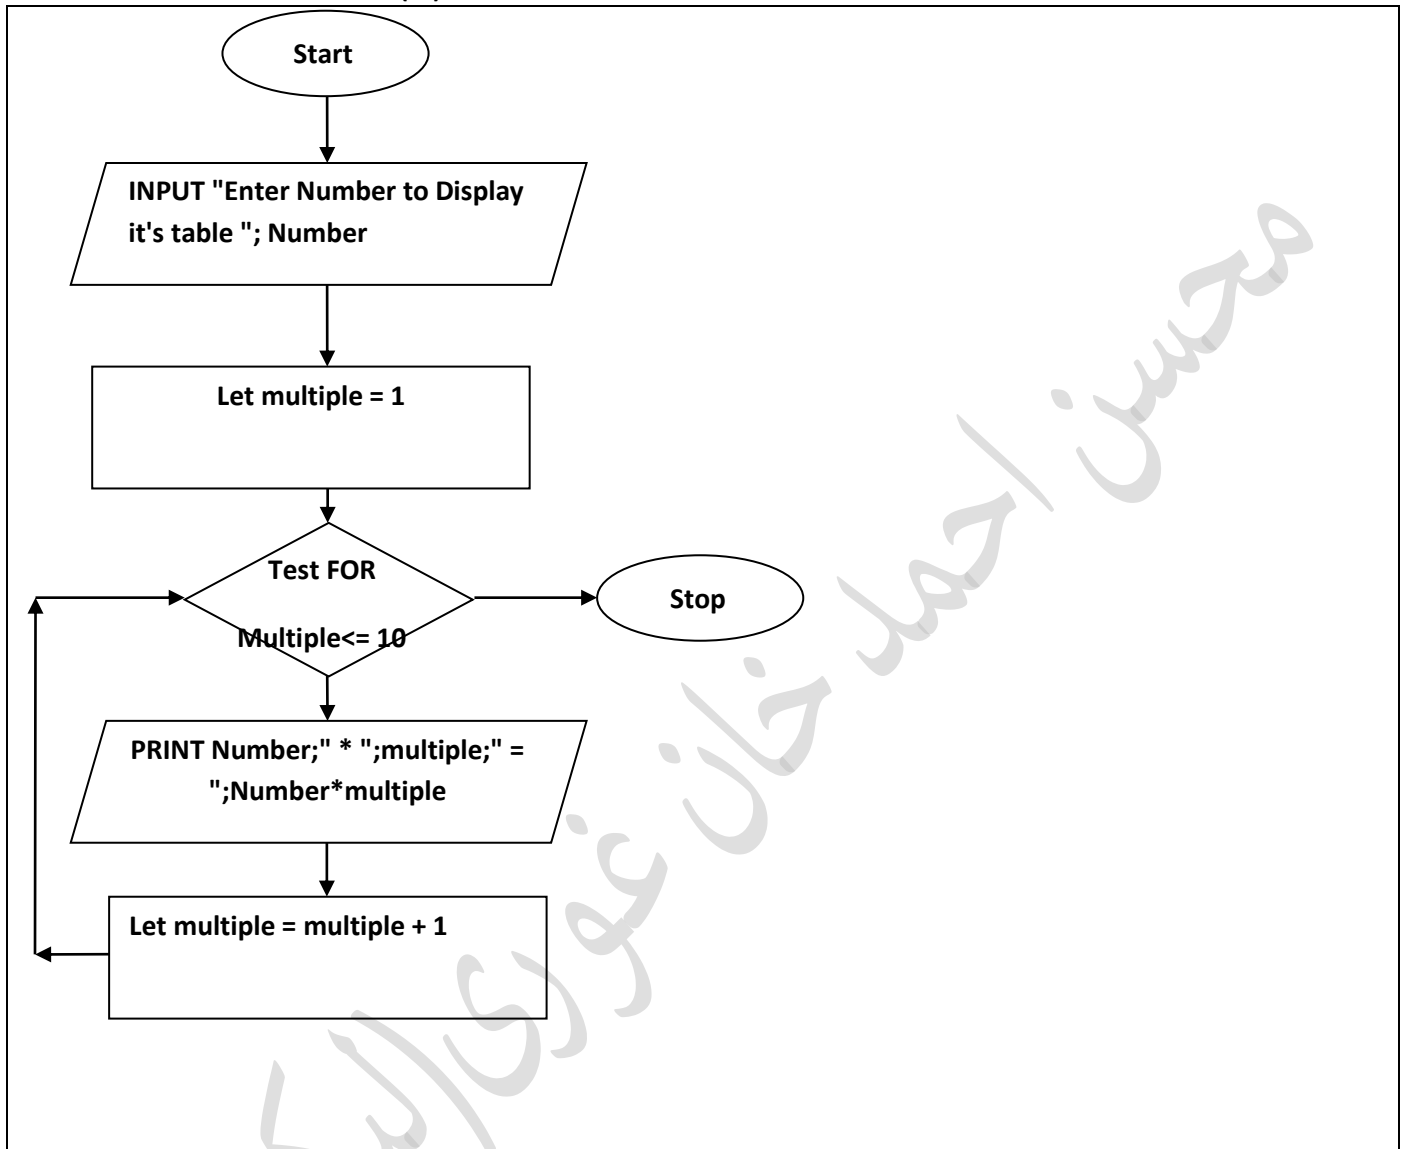 Start
INPUT "Enter Number to Display
it's table "; Number
Let multiple = 1
Test FOR
Multiple<= 10
Stop
PRINT Number;" * ";multiple;" =
";Number*multiple
Let multiple = multiple + 1
محسن احمد خان غوری